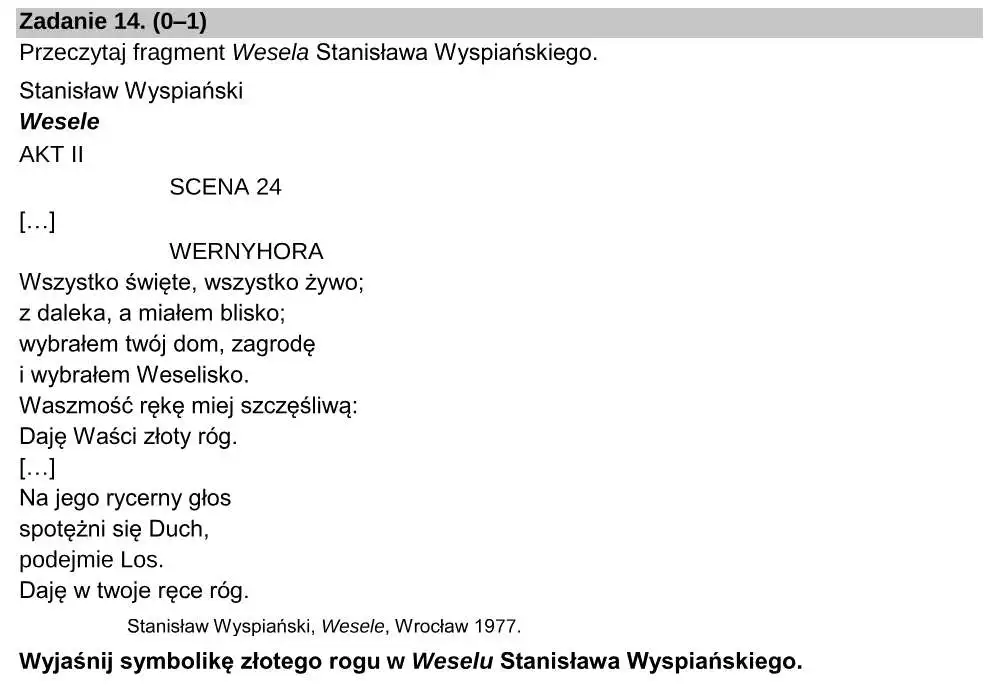 Zadanie 14. (0–1)
Przeczytaj fragment Wesela Stanisława Wyspiańskiego.
Stanisław Wyspiański
Wesele
AKT II
SCENA 24
[…]
WERNYHORA
Wszystko święte, wszystko żywo;
z daleka, a miałem blisko;
wybrałem twój dom, zagrodę
i wybrałem Weselisko.
Waszmość rękę miej szczęśliwą:
Daję Waści złoty róg.
[…]
Na jego rycerny głos
spotężni się Duch,
podejmie Los.
Daję w twoje ręce róg.
Stanisław Wyspiański, Wesele, Wrocław 1977.
Wyjaśnij symbolikę złotego rogu w Weselu Stanisława Wyspiańskiego.